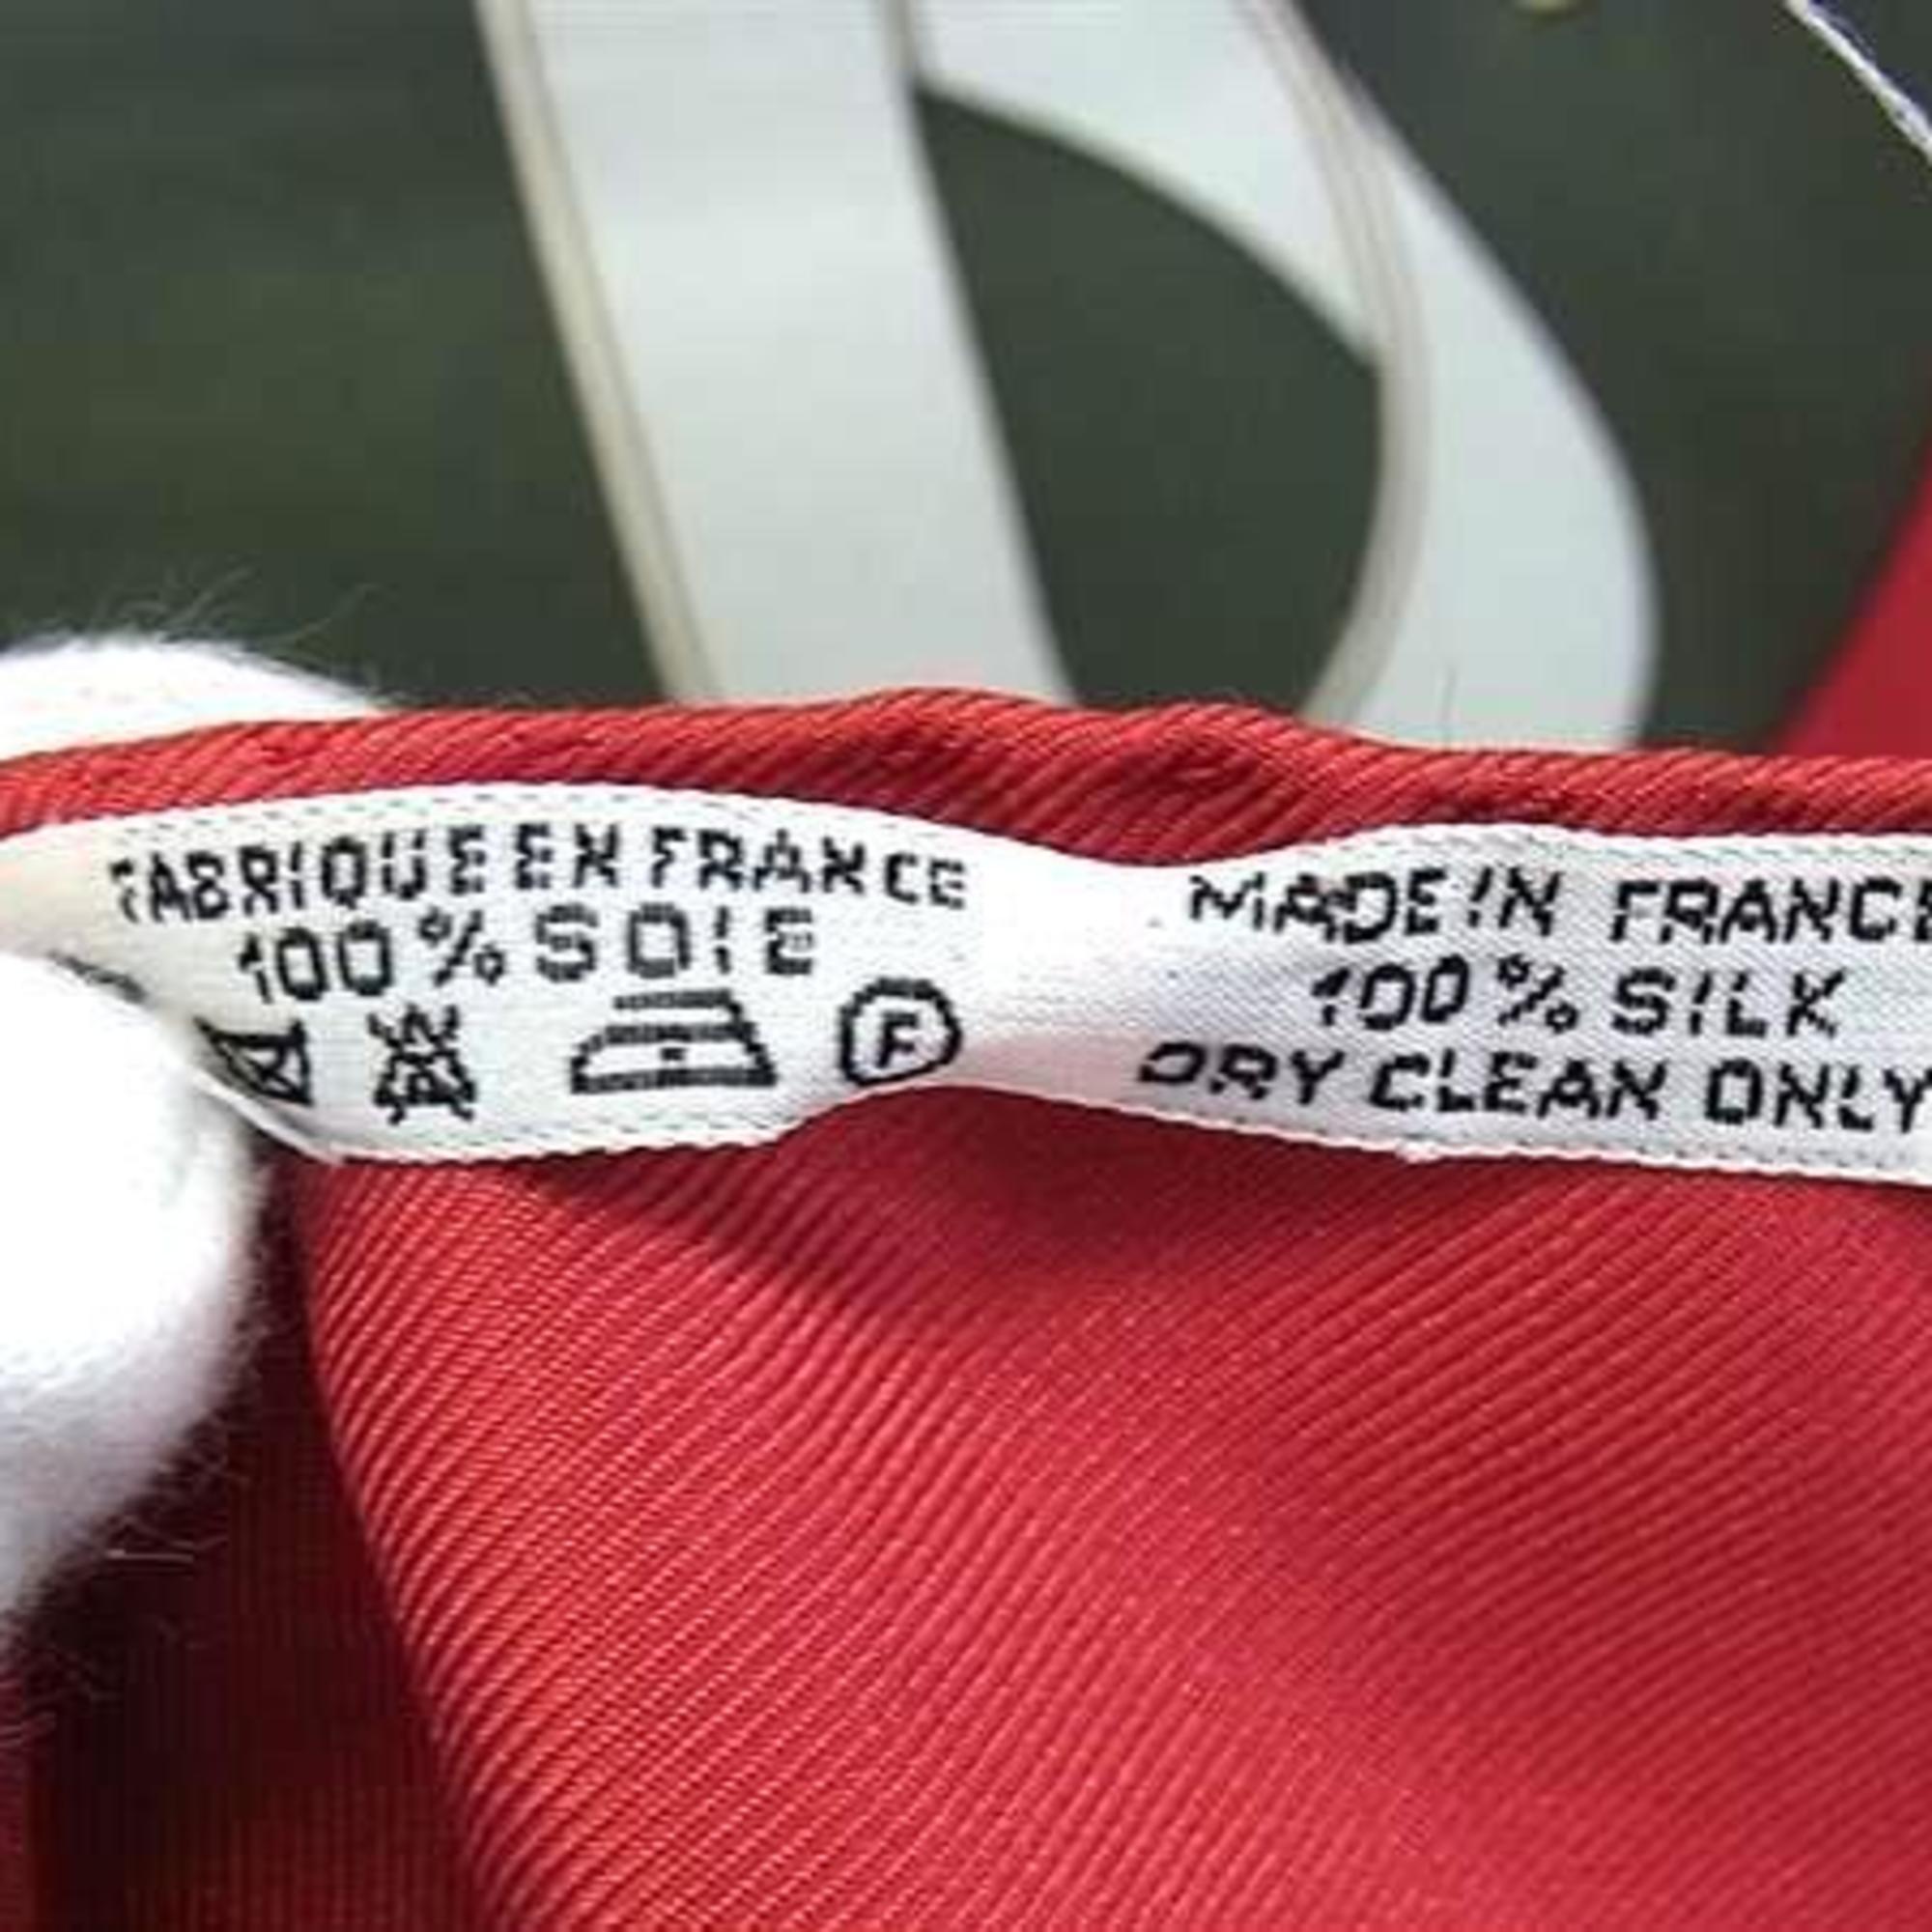 FABRIQUE EN FRANCE
100% SOIE
F
MADE IN FRANCE
100% SILK
DRY CLEAN ONLY